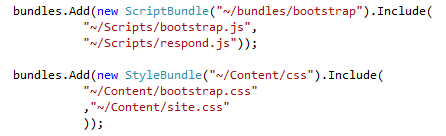 bundles.Add(new ScriptBundle("~/bundles/bootstrap").Include(
"~/Scripts/bootstrap.js",
"~/Scripts/respond.js"));
bundles.Add(new StyleBundle("~/Content/css").Include(
"~/Content/bootstrap.css"
,"~/Content/site.css"
));